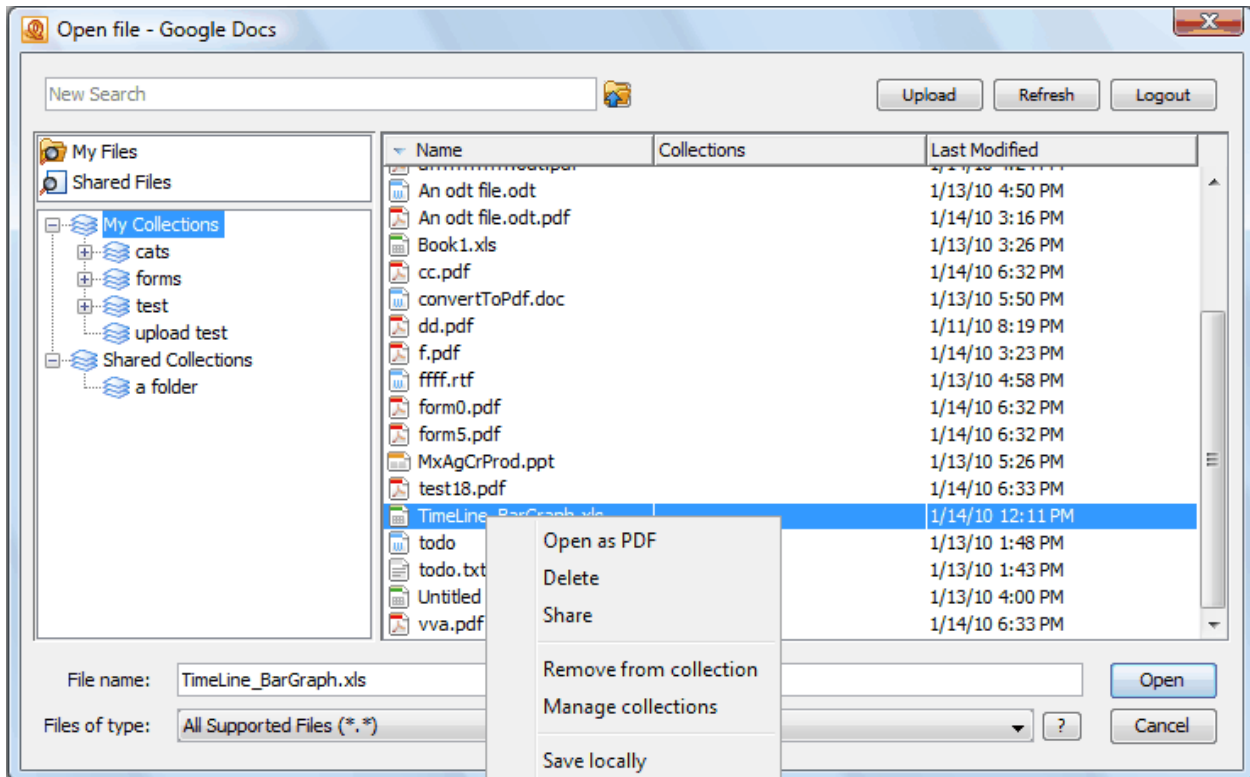 Open file - Google Docs
New Search
Upload Refresh Logout
My Files
Shared Files
My Collections
cats
forms
test
upload test
Shared Collections
a folder
Name Collections Last Modified
An odt file.odt 1/13/10 4:50 PM
An odt file.odt.pdf 1/14/10 3:16 PM
Book1.xls 1/13/10 3:26 PM
cc.pdf 1/14/10 6:32 PM
convertToPdf.doc 1/13/10 5:50 PM
dd.pdf 1/11/10 8:19 PM
f.pdf 1/14/10 3:23 PM
ffff.rtf 1/13/10 4:58 PM
form0.pdf 1/14/10 6:32 PM
form5.pdf 1/14/10 6:32 PM
MxAgCrProd.ppt 1/13/10 5:26 PM
test18.pdf 1/14/10 6:33 PM
TimeLine_BarGraph.xls 1/14/10 12:11 PM
todo 1/13/10 1:48 PM
todo.txt 1/13/10 1:43 PM
Untitled 1/13/10 4:00 PM
vva.pdf 1/14/10 6:33 PM
Open as PDF
Delete
Share
Remove from collection
Manage collections
Save locally
File name: TimeLine_BarGraph.xls Open
Files of type: All Supported Files (*.*) ? Cancel